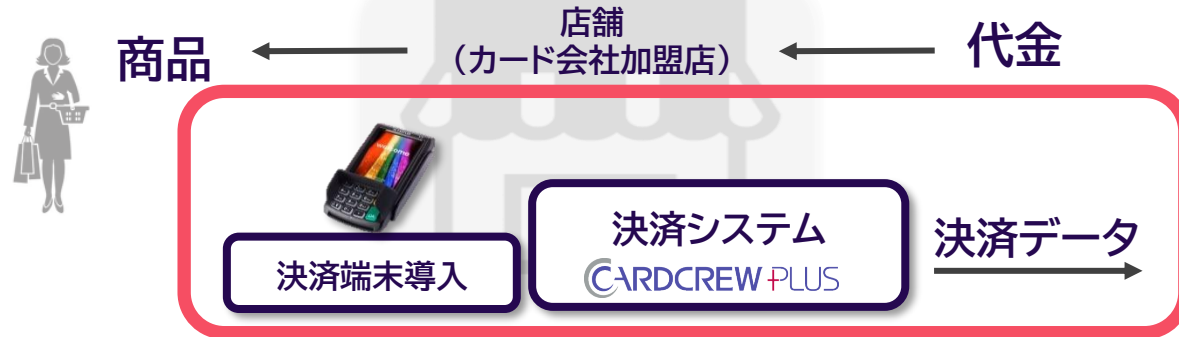 店舗
商品
(カード会社加盟店)
代金
welcome
決済システム
決済データ
決済端末導入
CARDCREW PLUS